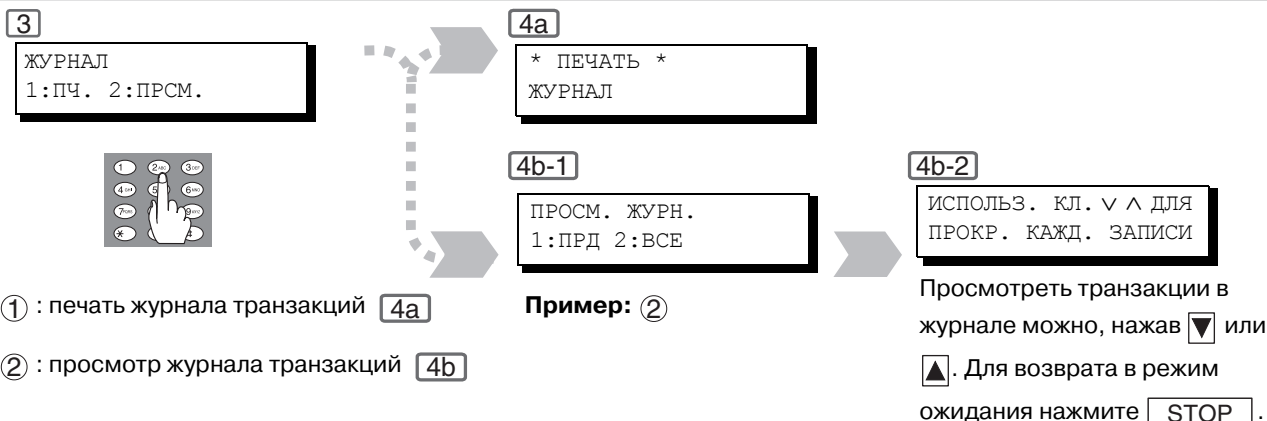 3
ЖУРНАЛ
1:ПЧ. 2:ПРСМ.
① : печать журнала транзакций 4a
② : просмотр журнала транзакций 4b
4a
* ПЕЧАТЬ *
ЖУРНАЛ
4b-1
ПРОСМ. ЖУРН.
1:ПРД 2:ВСЕ
Пример: ②
4b-2
ИСПОЛЬЗ. КЛ. ∨ ∧ ДЛЯ
ПРОКР. КАЖД. ЗАПИСИ
Просмотреть транзакции в
журнале можно, нажав ▼ или
▲. Для возврата в режим
ожидания нажмите STOP .